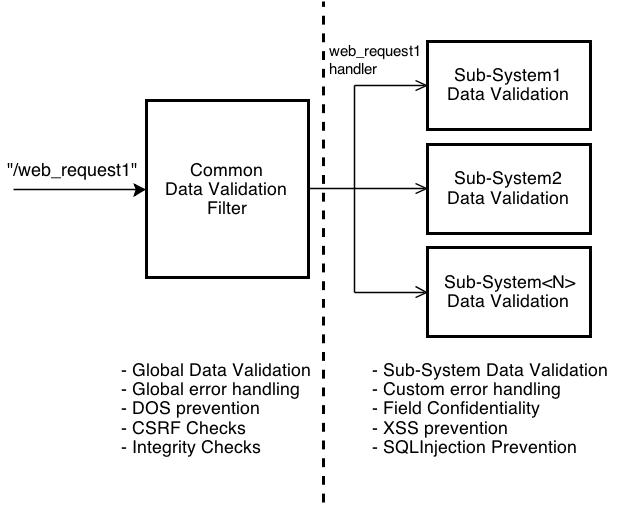 web_request1
handler
Sub-System1
Data Validation
"/web_request1"
Common
Data Validation
Filter
Sub-System2
Data Validation
Sub-System<N>
Data Validation
- Global Data Validation
- Global error handling
- DOS prevention
- CSRF Checks
- Integrity Checks
- Sub-System Data Validation
- Custom error handling
- Field Confidentiality
- XSS prevention
- SQLInjection Prevention